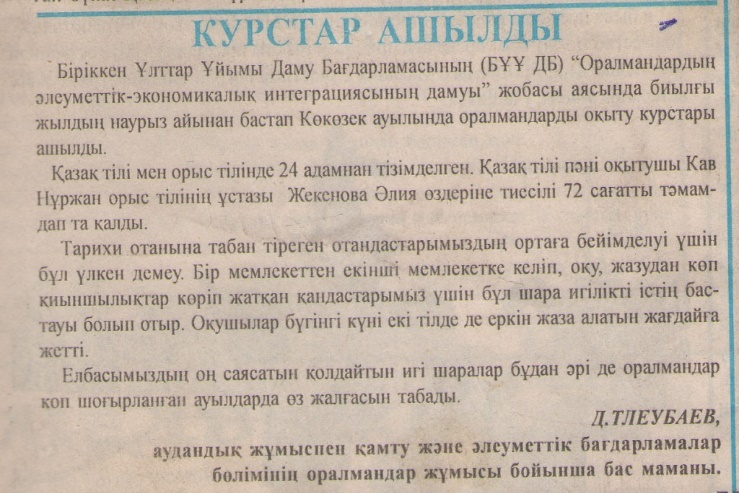 КУРСТАР АШЫЛДЫ
Біріккен Ұлттар Ұйымы Даму Бағдарламасының (БҰҰ ДБ) “Оралмандардың
әлеуметтік-экономикалық интеграциясының дамуы” жобасы аясында биылғы
жылдың наурыз айынан бастап Көкөзек ауылында оралмандарды оқыту курстары
ашылды.
Қазақ тілі мен орыс тілінде 24 адамнан тізімделген. Қазақ тілі пәні оқытушы Кав
Нұржан орыс тілінің ұстазы Жекенова Әлия өздеріне тиесілі 72 сағатты тәмам-
дап та қалды.
Тарихи отанына табан тіреген отандастарымыздың ортаға бейімделуі үшін
бұл үлкен демеу. Бір мемлекеттен екінші мемлекетке келіп, оқу, жазудан көп
қиыншылықтар көріп жатқан қандастарымыз үшін бұл шара игілікті істің бас-
тауы болып отыр. Оқушылар бүгінгі күні екі тілде де еркін жаза алатын жағдайға
жетті.
Елбасымыздың оң саясатын қолдайтын игі шаралар бұдан әрі де оралмандар
көп шоғырланған ауылдарда өз жалғасын табады.
Д.ТЛЕУБАЕВ,
аудандық жұмыспен қамту және әлеуметтік бағдарламалар
бөлімінің оралмандар жұмысы бойынша бас маманы.